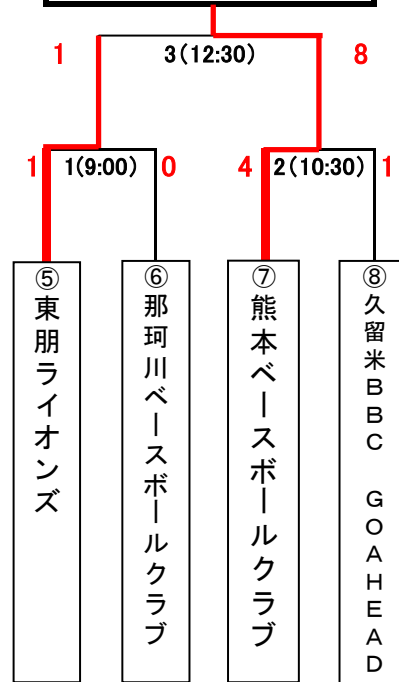 1 3(12:30) 8
1 1(9:00) 0 4 2(10:30) 1
⑤東朋ライオンズ
⑥那珂川ベースボールクラブ
⑦熊本ベースボールクラブ
⑧久留米BBC GOAHEAD